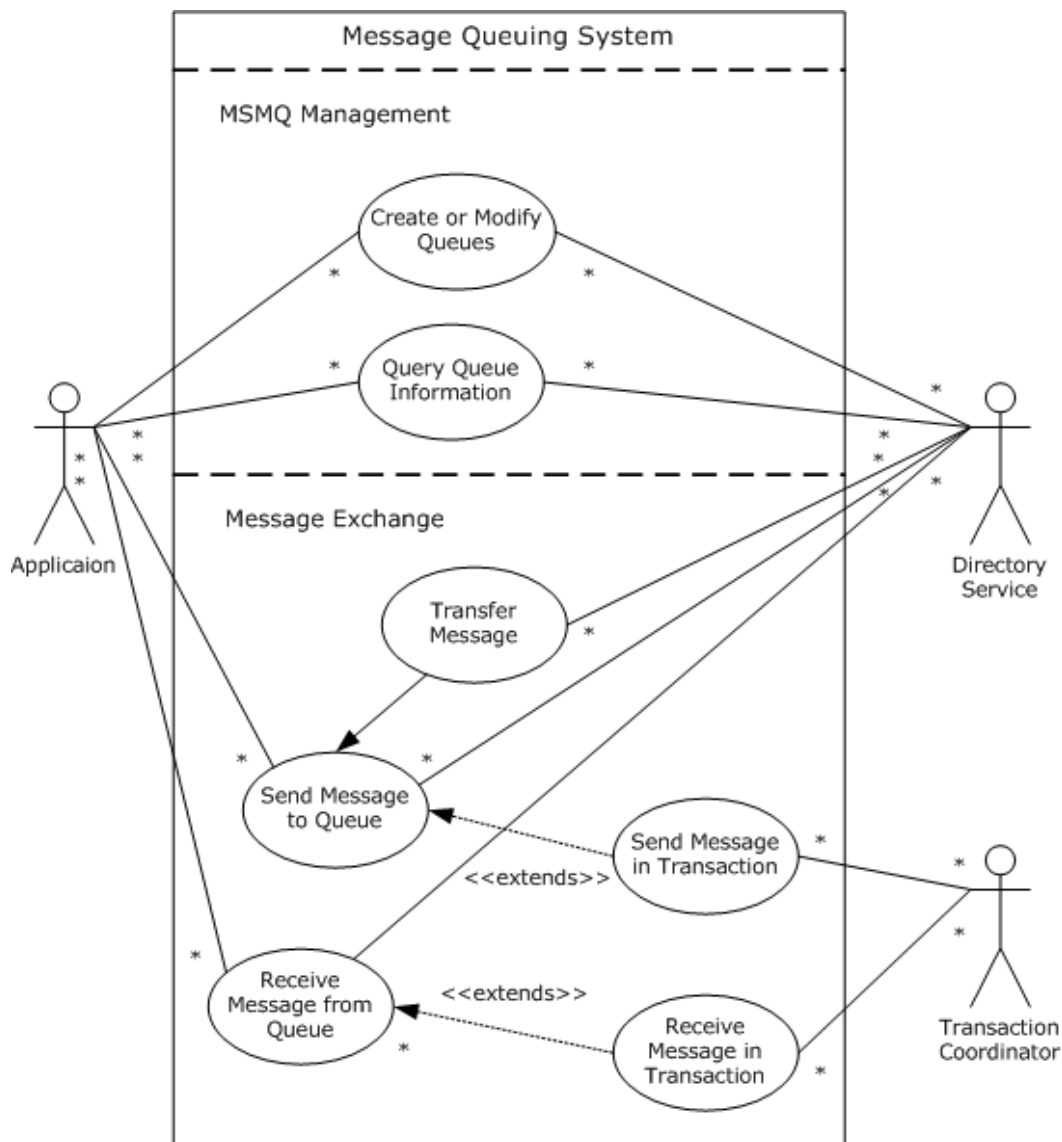 Message Queuing System
MSMQ Management
Create or Modify
Queues
*
*
Query Queue
Information
*
*
*
*
*
*
*
*
*
*
*
*
Applicaion
Directory
Service
Message Exchange
Transfer
Message
*
Send Message
to Queue
*
*
Send Message
in Transaction
*
*
<<extends>>
Receive
Message from
Queue
*
*
<<extends>>
Receive
Message in
Transaction
*
*
Transaction
Coordinator